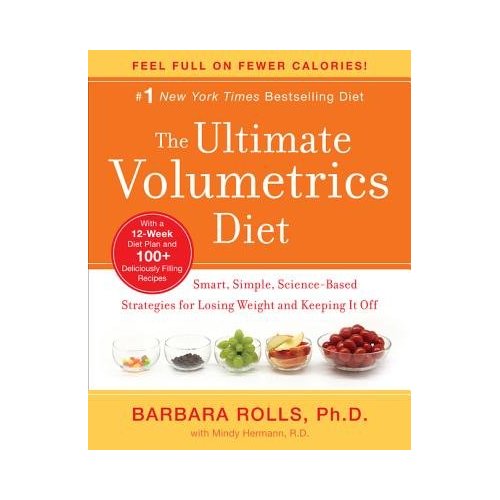 FEEL FULL ON FEWER CALORIES!
#1 New York Times Bestselling Diet
The Ultimate
Volumetrics
Diet
With a
12-Week
Diet Plan and
100+
Deliciously Filling
Recipes
Smart, Simple, Science-Based
Strategies for Losing Weight and Keeping It Off
BARBARA ROLLS, Ph.D.
with Mindy Hermann, R.D.